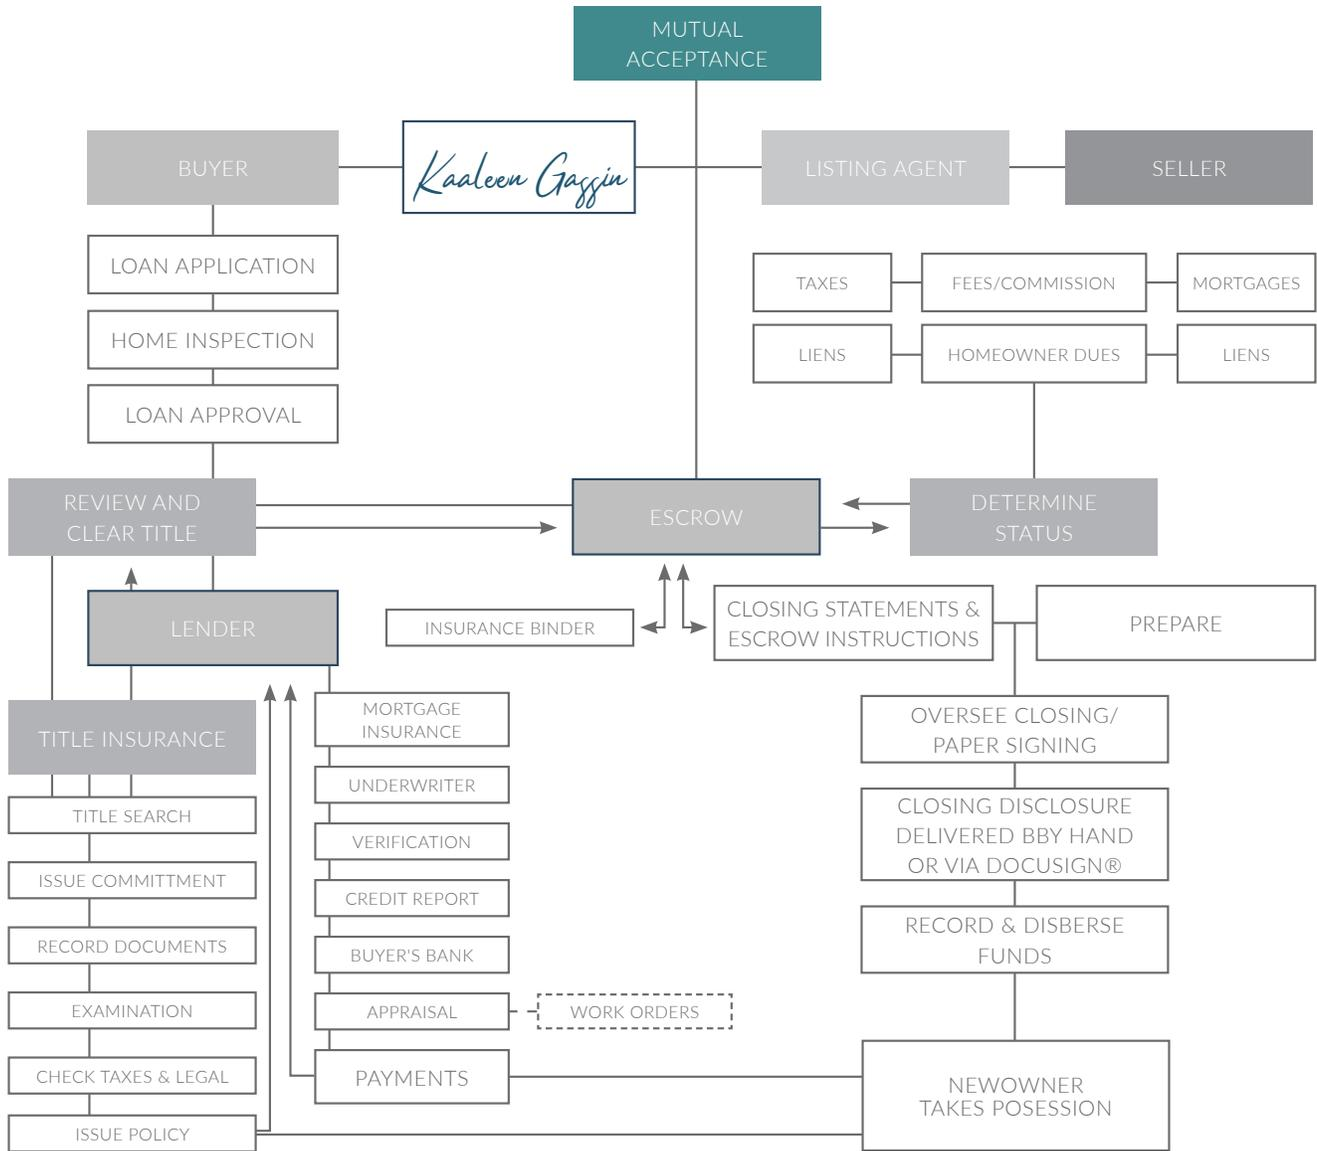 MUTUAL
ACCEPTANCE
BUYER
Kaaleen Gaggin
LISTING AGENT
SELLER
LOAN APPLICATION
HOME INSPECTION
LOAN APPROVAL
TAXES
FEES/COMMISSION
MORTGAGES
LIENS
HOMEOWNER DUES
LIENS
REVIEW AND
CLEAR TITLE
ESCROW
DETERMINE
STATUS
LENDER
INSURANCE BINDER
CLOSING STATEMENTS &
ESCROW INSTRUCTIONS
PREPARE
TITLE INSURANCE
TITLE SEARCH
ISSUE COMMITTMENT
RECORD DOCUMENTS
EXAMINATION
CHECK TAXES & LEGAL
ISSUE POLICY
MORTGAGE
INSURANCE
UNDERWRITER
VERIFICATION
CREDIT REPORT
BUYER'S BANK
APPRAISAL
WORK ORDERS
PAYMENTS
OVERSEE CLOSING/
PAPER SIGNING
CLOSING DISCLOSURE
DELIVERED BBY HAND
OR VIA DOCUSIGN®
RECORD & DISBERSE
FUNDS
NEWOWNER
TAKES POSESSION